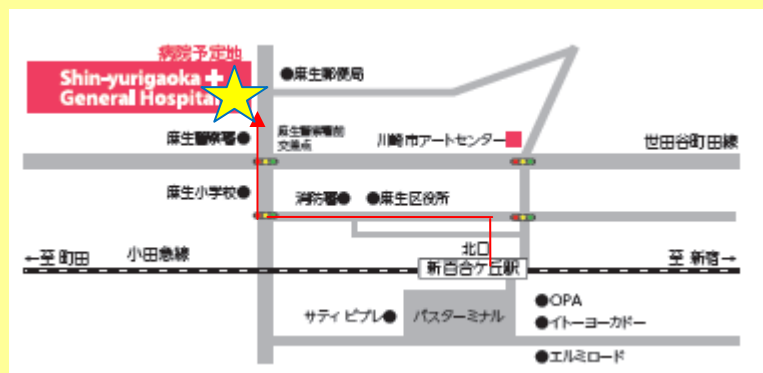 病院予定地
Shin-yurigaoka
General Hospital
●麻生郵便局
麻生警察署●
麻生警察署前
交差点
川崎市アートセンター
世田谷町田線
麻生小学校●
消防署●
●麻生区役所
←至 町田
小田急線
北口
新百合ケ丘駅
至 新宿→
サティ ビブレ●
バスターミナル
●OPA
●イトーヨーカドー
●エルミロード